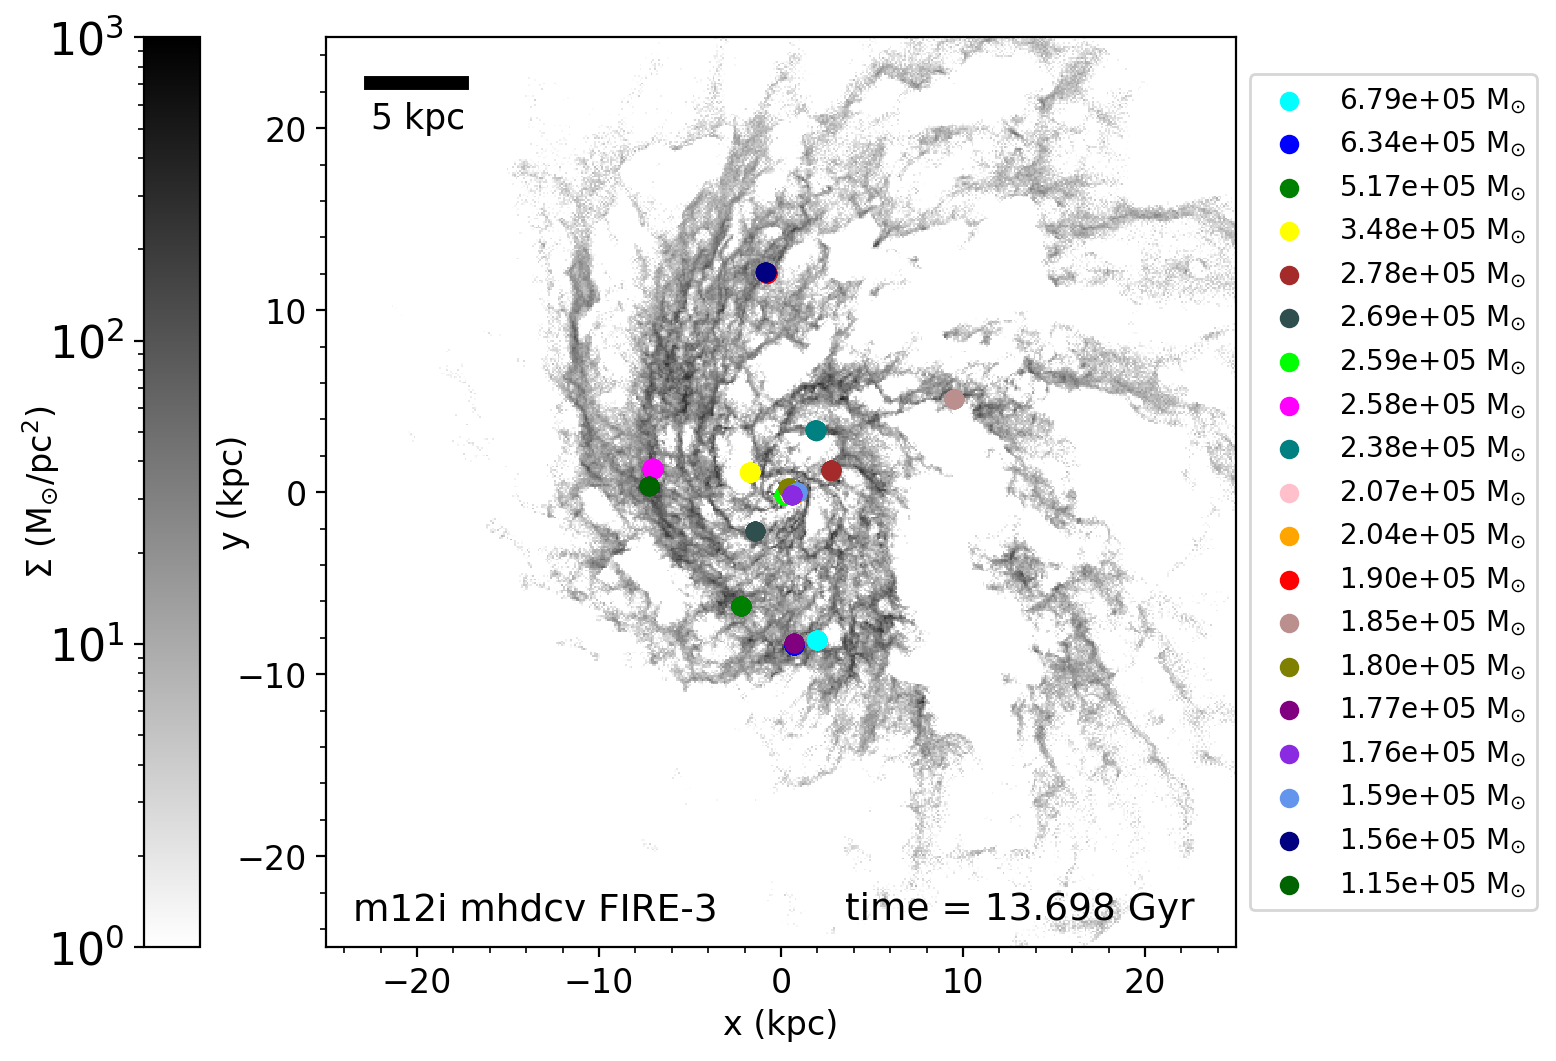 10³
10²
10¹
10⁰
Σ (M⊙/pc²)
5 kpc
20
10
0
−10
−20
y (kpc)
m12i mhdcv FIRE-3
time = 13.698 Gyr
−20 −10 0 10 20
x (kpc)
6.79e+05 M⊙
6.34e+05 M⊙
5.17e+05 M⊙
3.48e+05 M⊙
2.78e+05 M⊙
2.69e+05 M⊙
2.59e+05 M⊙
2.58e+05 M⊙
2.38e+05 M⊙
2.07e+05 M⊙
2.04e+05 M⊙
1.90e+05 M⊙
1.85e+05 M⊙
1.80e+05 M⊙
1.77e+05 M⊙
1.76e+05 M⊙
1.59e+05 M⊙
1.56e+05 M⊙
1.15e+05 M⊙